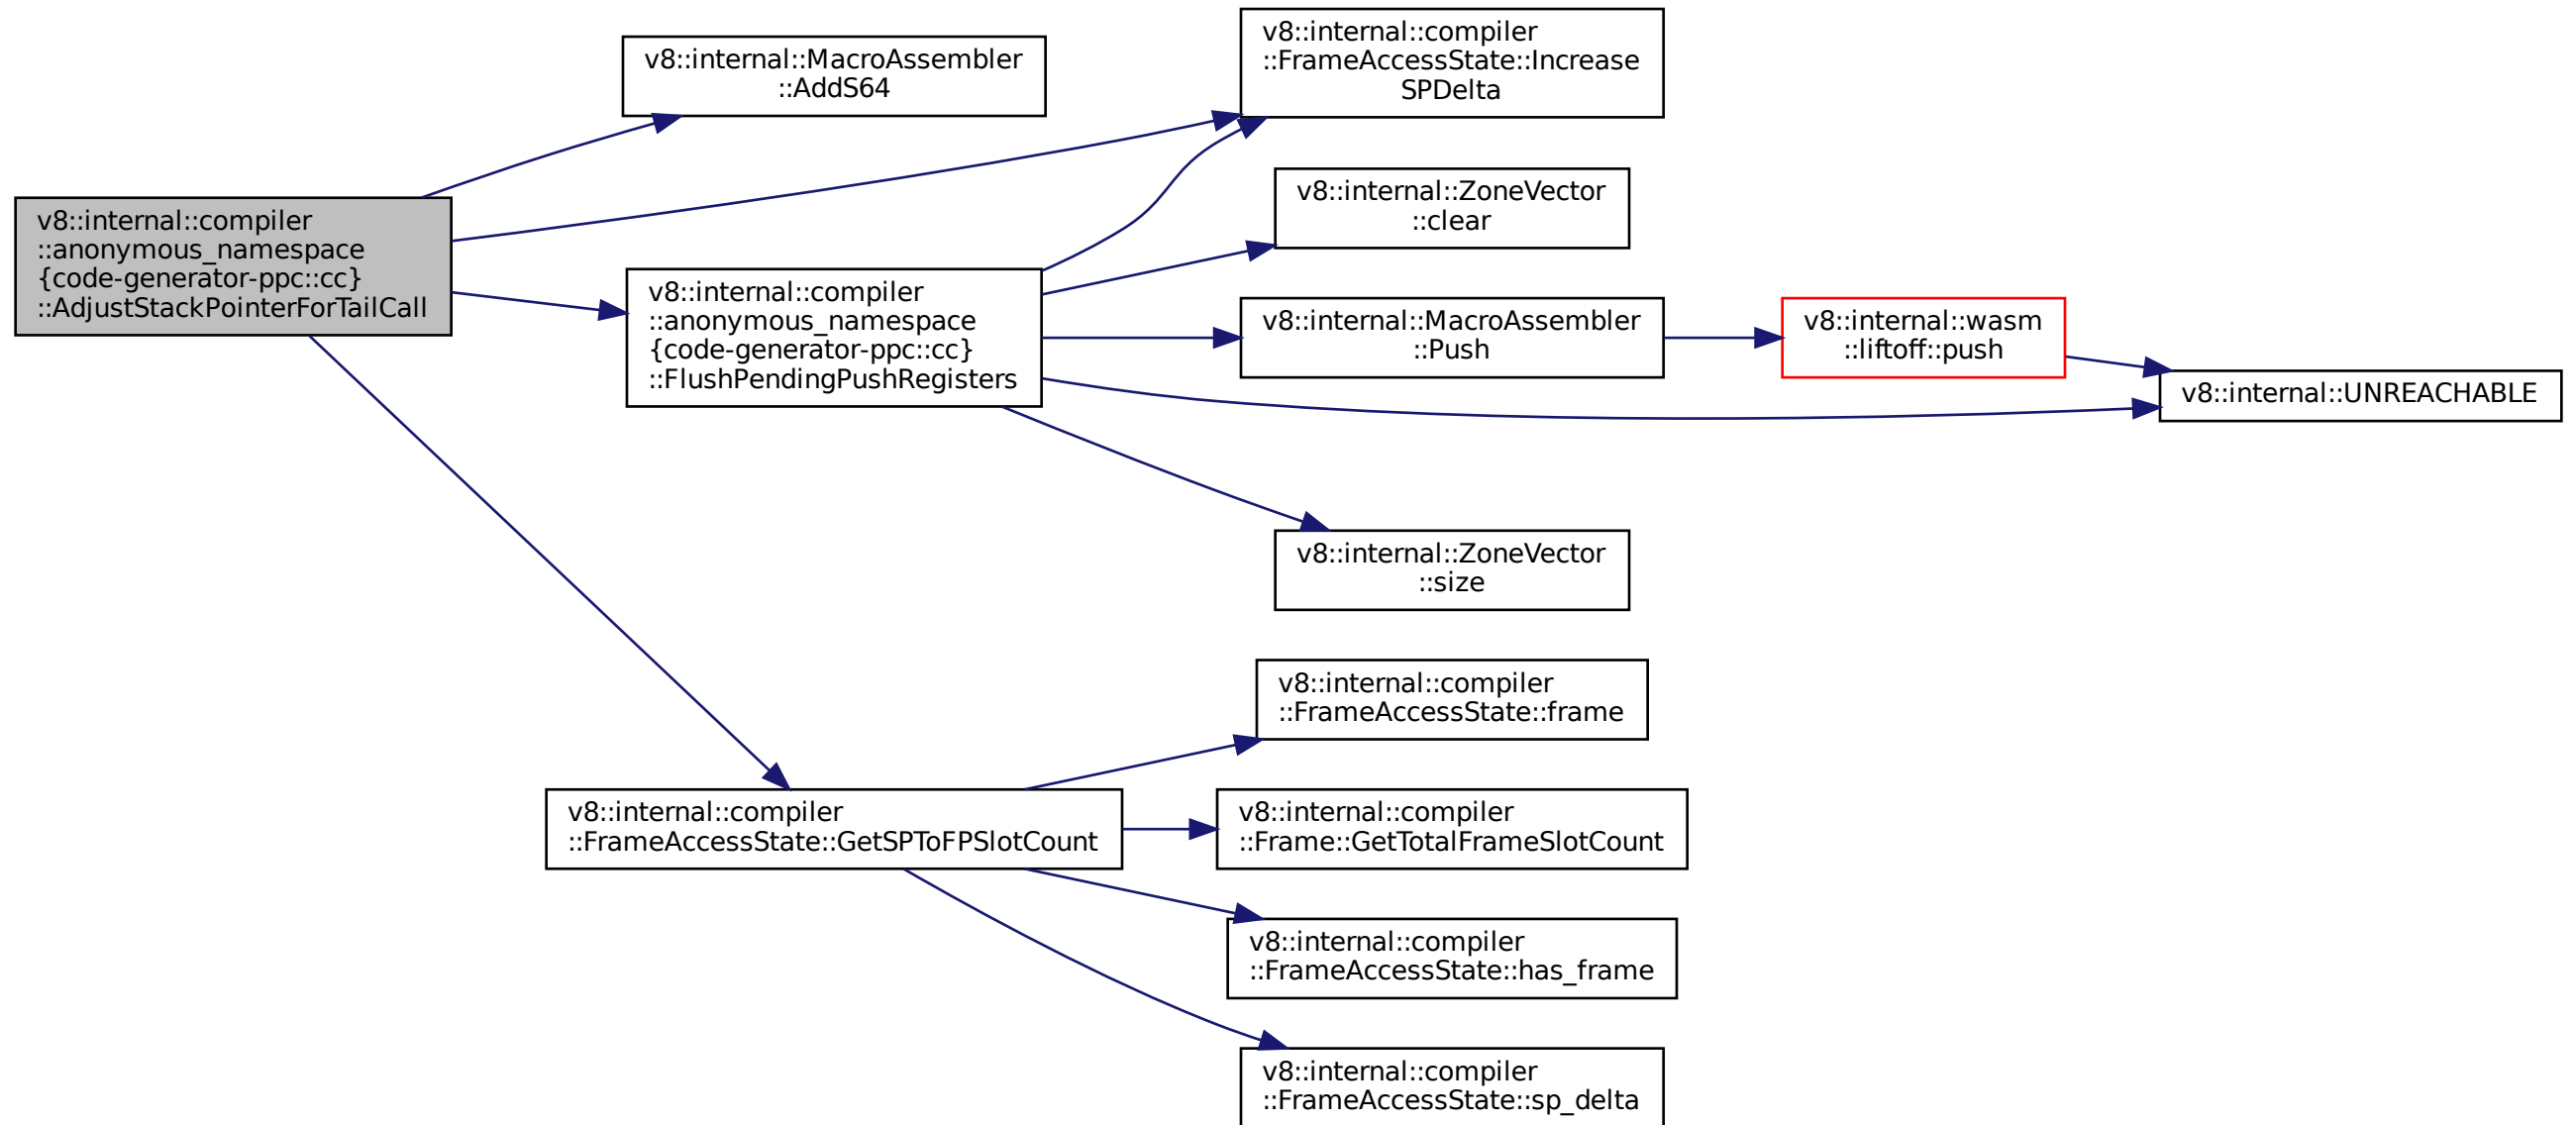 v8::internal::compiler
::anonymous_namespace
{code-generator-ppc::cc}
::AdjustStackPointerForTailCall
v8::internal::MacroAssembler
::AddS64
v8::internal::compiler
::FrameAccessState::Increase
SPDelta
v8::internal::compiler
::anonymous_namespace
{code-generator-ppc::cc}
::FlushPendingPushRegisters
v8::internal::ZoneVector
::clear
v8::internal::MacroAssembler
::Push
v8::internal::wasm
::liftoff::push
v8::internal::UNREACHABLE
v8::internal::ZoneVector
::size
v8::internal::compiler
::FrameAccessState::GetSPToFPSlotCount
v8::internal::compiler
::FrameAccessState::frame
v8::internal::compiler
::Frame::GetTotalFrameSlotCount
v8::internal::compiler
::FrameAccessState::has_frame
v8::internal::compiler
::FrameAccessState::sp_delta